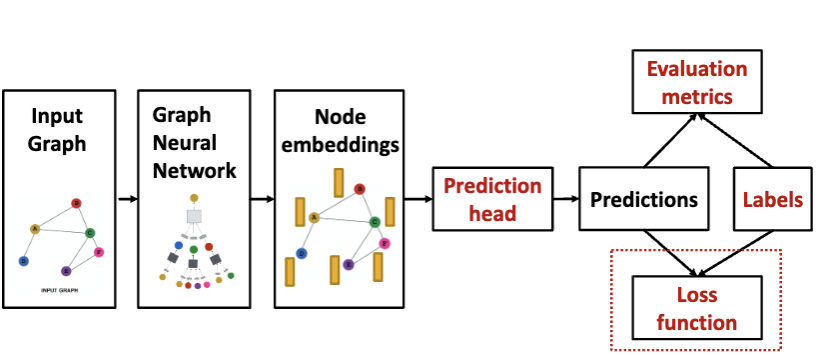 Input
Graph
A
B
C
D
E
F
INPUT GRAPH
Graph
Neural
Network
Node
embeddings
A
B
C
D
E
F
Prediction
head
Predictions
Labels
Evaluation
metrics
Loss
function